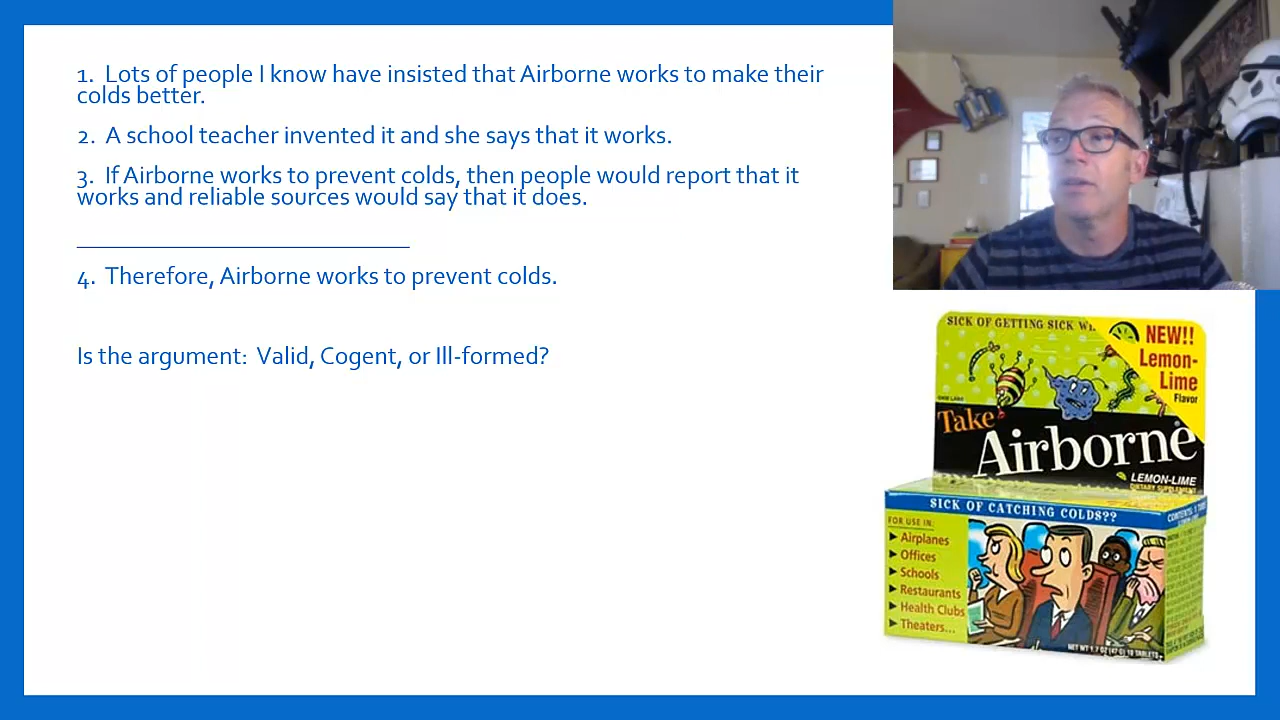 1. Lots of people I know have insisted that Airborne works to make their
colds better.
2. A school teacher invented it and she says that it works.
3. If Airborne works to prevent colds, then people would report that it
works and reliable sources would say that it does.
4. Therefore, Airborne works to prevent colds.
Is the argument: Valid, Cogent, or Ill-formed?
SICK OF GETTING SICK
NEW!!
Lemon-
Lime
Flavor
Take
Airborne
LEMON-LIME
DIETARY SUPPLEMENT
SICK OF CATCHING COLDS??
FOR USE IN:
Airplanes
Offices
Schools
Restaurants
Health Clubs
Theaters...